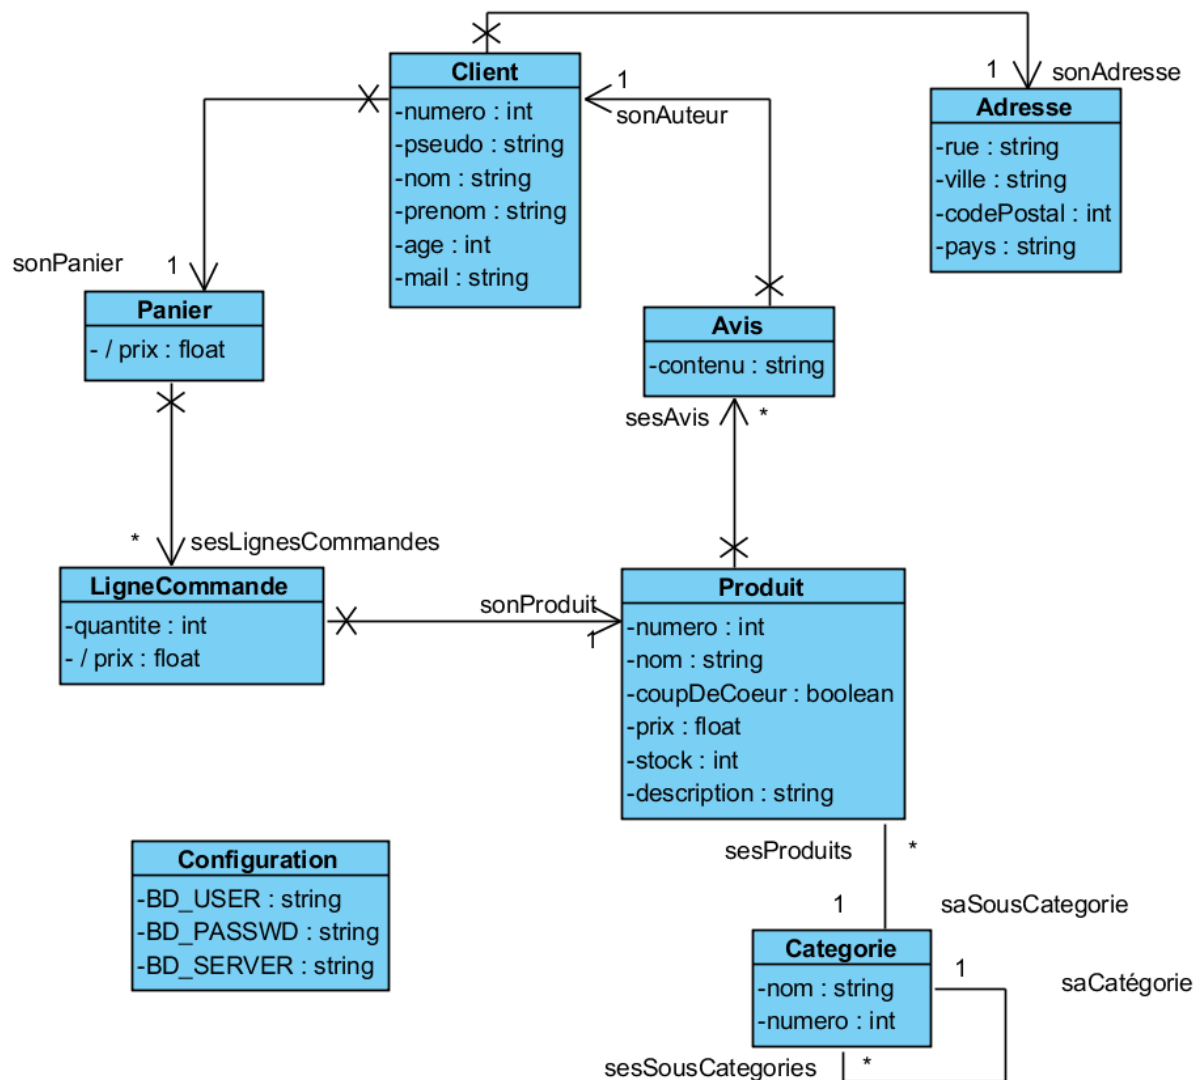 Client
-numero : int
-pseudo : string
-nom : string
-prenom : string
-age : int
-mail : string
1
sonAuteur
1
sonAdresse
Adresse
-rue : string
-ville : string
-codePostal : int
-pays : string
sonPanier
1
Panier
- / prix : float
Avis
-contenu : string
sesAvis
*
*
sesLignesCommandes
LigneCommande
-quantite : int
- / prix : float
sonProduit
1
Produit
-numero : int
-nom : string
-coupDeCoeur : boolean
-prix : float
-stock : int
-description : string
Configuration
-BD_USER : string
-BD_PASSWD : string
-BD_SERVER : string
sesProduits
*
1
saSousCategorie
Categorie
-nom : string
-numero : int
1
saCatégorie
sesSousCategories
*